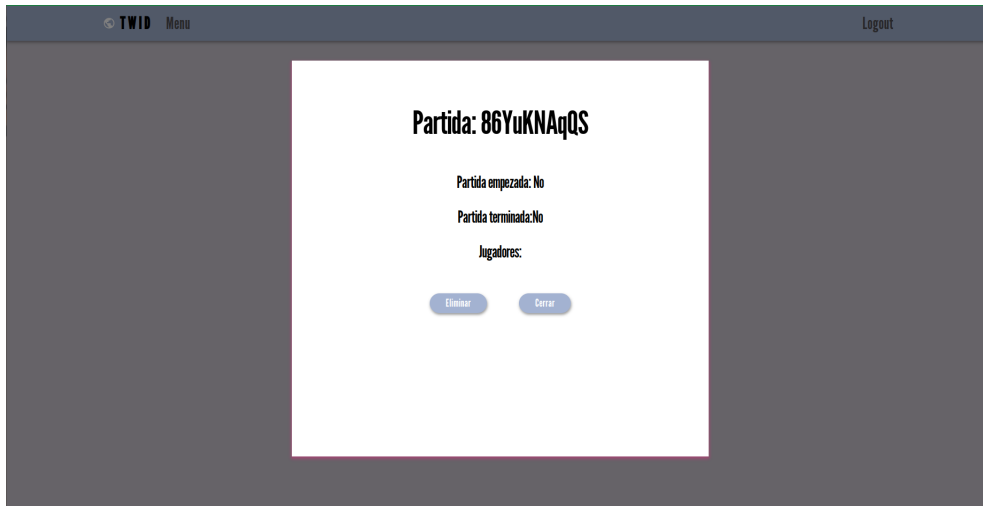 TWID Menu Logout
Partida: 86YuKNAqQS
Partida empezada: No
Partida terminada:No
Jugadores:
Eliminar Cerrar